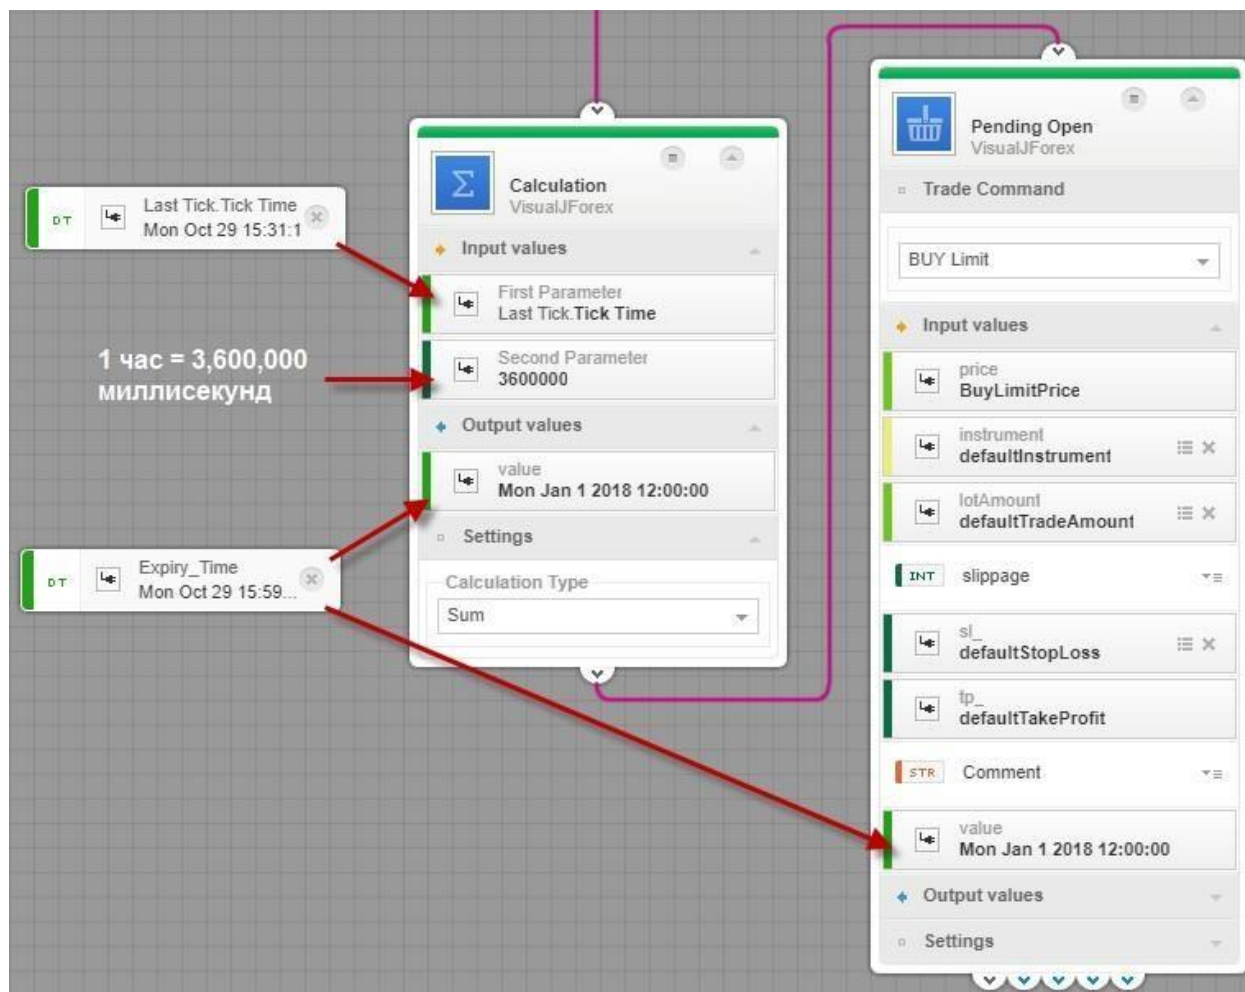 DT
Last Tick.Tick Time
Mon Oct 29 15:31:1
1 час = 3,600,000
миллисекунд
DT
Expiry_Time
Mon Oct 29 15:59...
Σ
Calculation
VisualJForex
Input values
First Parameter
Last Tick.Tick Time
Second Parameter
3600000
Output values
value
Mon Jan 1 2018 12:00:00
Settings
Calculation Type
Sum
Pending Open
VisualJForex
Trade Command
BUY Limit
Input values
price
BuyLimitPrice
instrument
defaultInstrument
lotAmount
defaultTradeAmount
INT slippage
sl_
defaultStopLoss
tp_
defaultTakeProfit
STR Comment
value
Mon Jan 1 2018 12:00:00
Output values
Settings